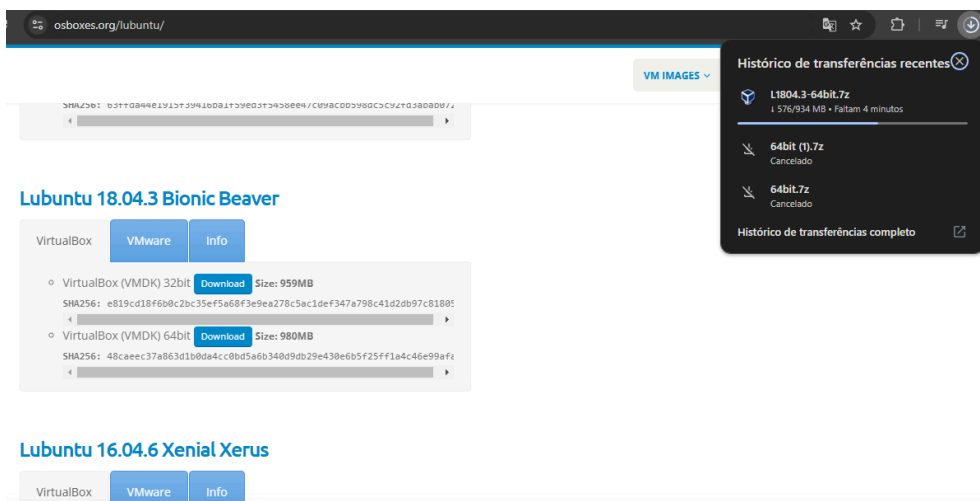 osboxes.org/lubuntu/
VM IMAGES
Histórico de transferências recentes
L1804.3-64bit.7z
↓ 576/934 MB • Faltam 4 minutos
64bit (1).7z
Cancelado
64bit.7z
Cancelado
Histórico de transferências completo
Lubuntu 18.04.3 Bionic Beaver
VirtualBox VMware Info
VirtualBox (VMDK) 32bit Download Size: 959MB
SHA256: e819cd18f6b0c2bc35ef5a68f3e9ea278c5ac1def347a798c41d2db97c81805
VirtualBox (VMDK) 64bit Download Size: 980MB
SHA256: 48caeec37a863d1b0da4cc0bd5a6b340d9db29e430e6b5f25ff1a4c46e99afa
Lubuntu 16.04.6 Xenial Xerus
VirtualBox VMware Info